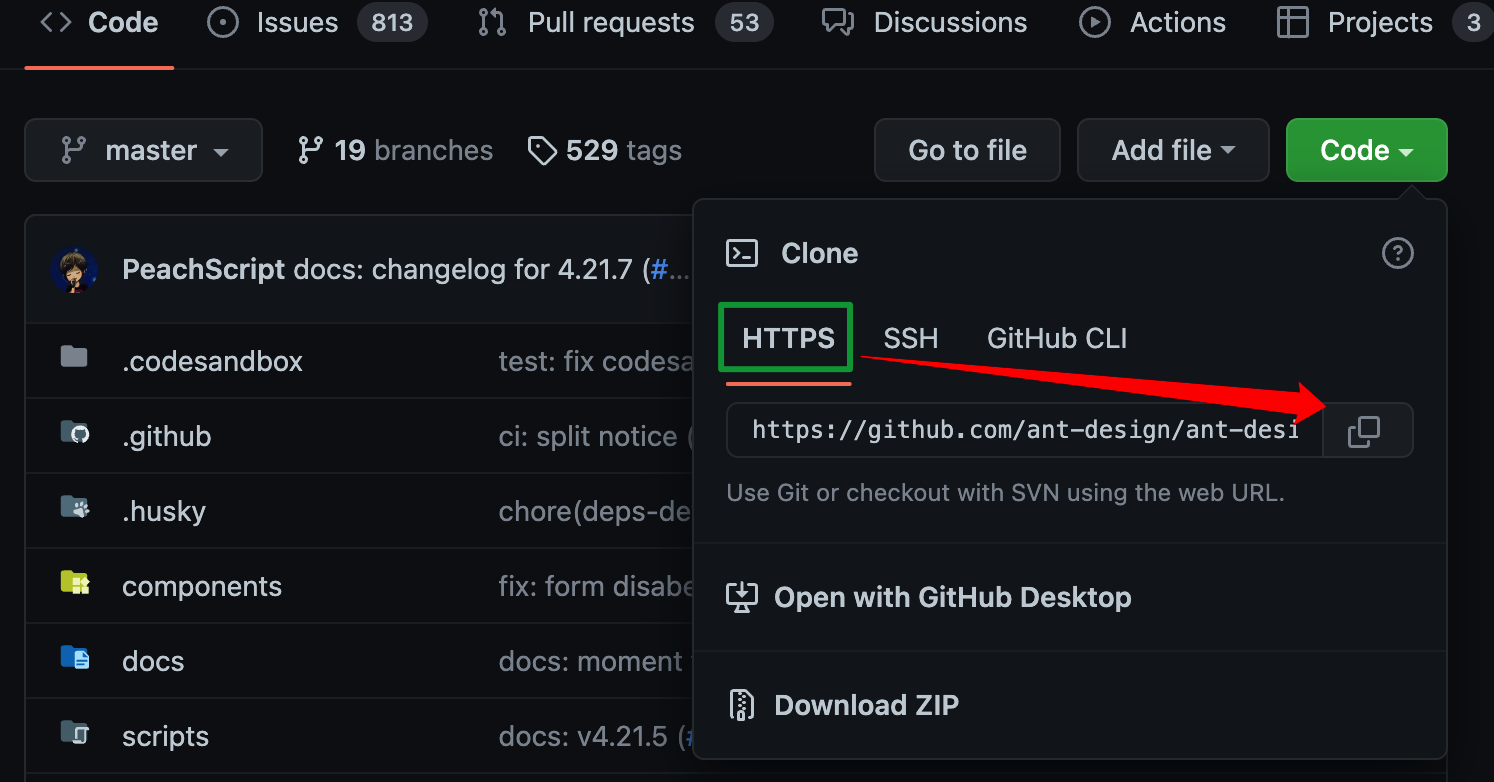 Code Issues 813 Pull requests 53 Discussions Actions Projects 3
master 19 branches 529 tags Go to file Add file Code
PeachScript docs: changelog for 4.21.7 (#...
.codesandbox test: fix codesa
.github ci: split notice (
.husky chore(deps-de
components fix: form disabe
docs docs: moment
scripts docs: v4.21.5 (#
Clone
HTTPS SSH GitHub CLI
https://github.com/ant-design/ant-desi
Use Git or checkout with SVN using the web URL.
Open with GitHub Desktop
Download ZIP